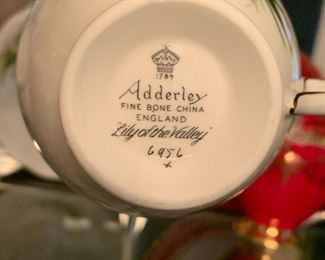 1789
Adderley
FINE BONE CHINA
ENGLAND
"Lily of the Valley"
6956